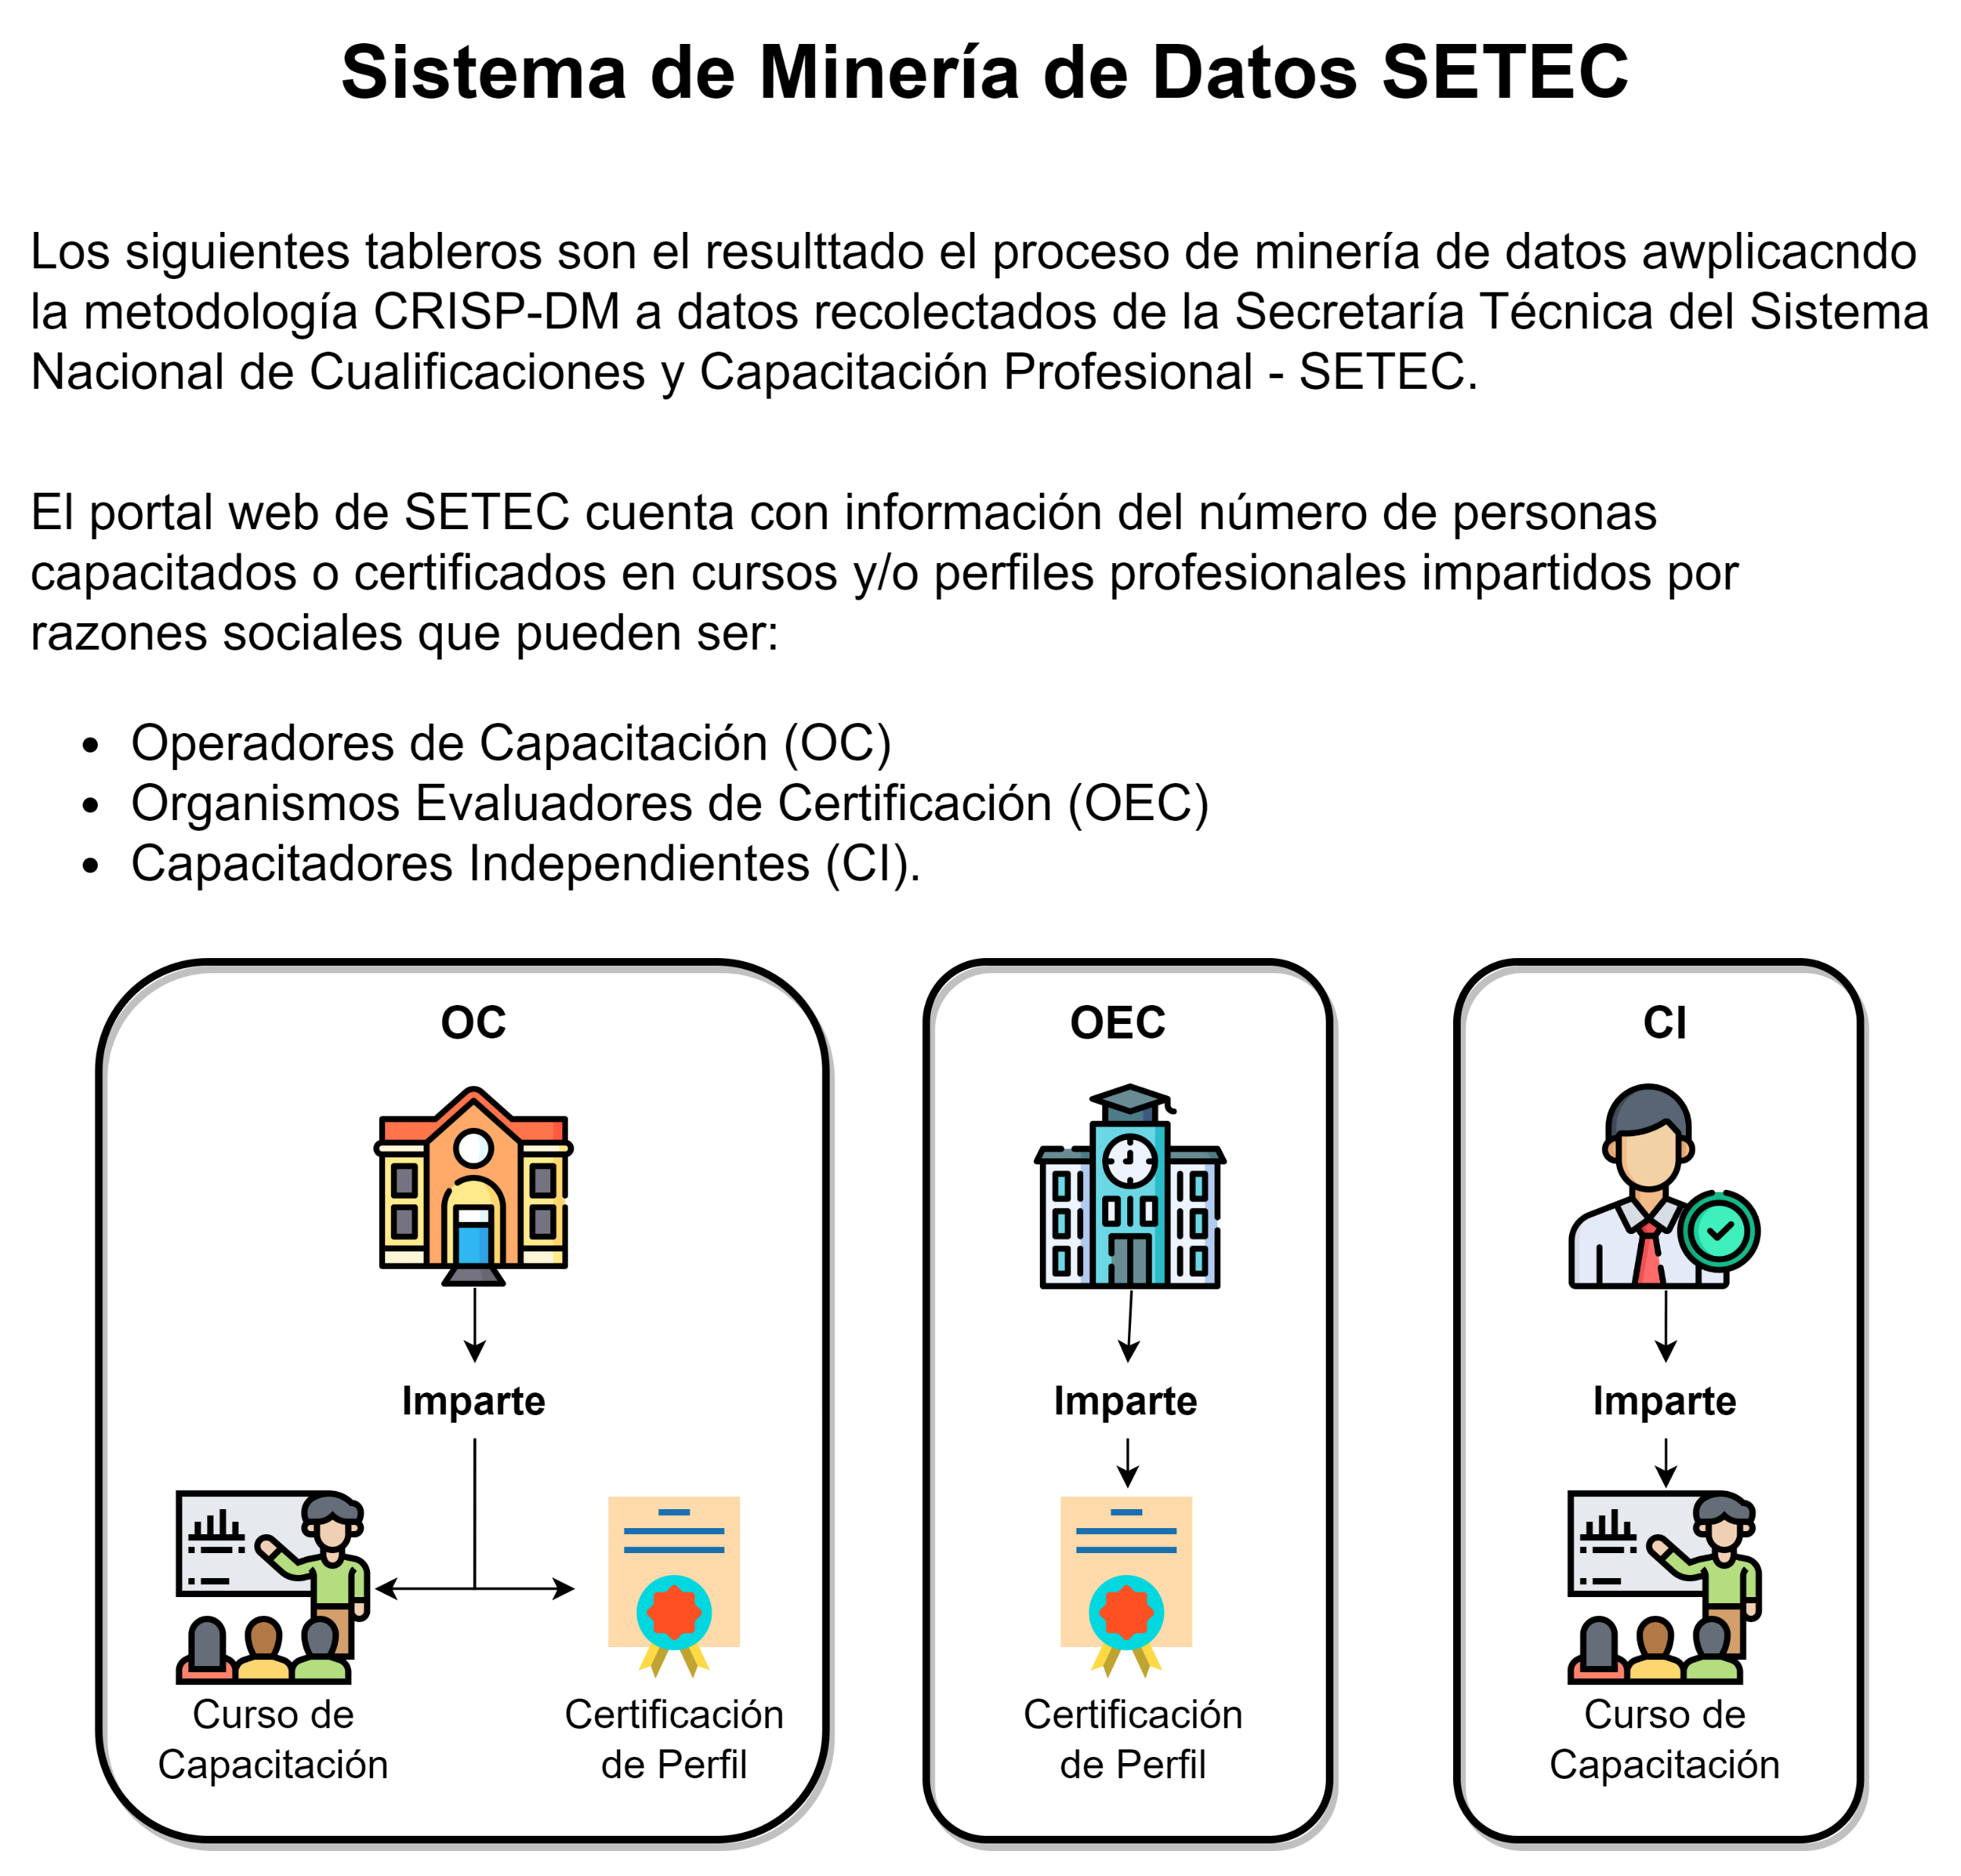 Sistema de Minería de Datos SETEC
Los siguientes tableros son el resulttado el proceso de minería de datos awplicacndo
la metodología CRISP-DM a datos recolectados de la Secretaría Técnica del Sistema
Nacional de Cualificaciones y Capacitación Profesional - SETEC.
El portal web de SETEC cuenta con información del número de personas
capacitados o certificados en cursos y/o perfiles profesionales impartidos por
razones sociales que pueden ser:
• Operadores de Capacitación (OC)
• Organismos Evaluadores de Certificación (OEC)
• Capacitadores Independientes (CI).
OC
Imparte
Curso de
Capacitación
Certificación
de Perfil
OEC
Imparte
Certificación
de Perfil
CI
Imparte
Curso de
Capacitación